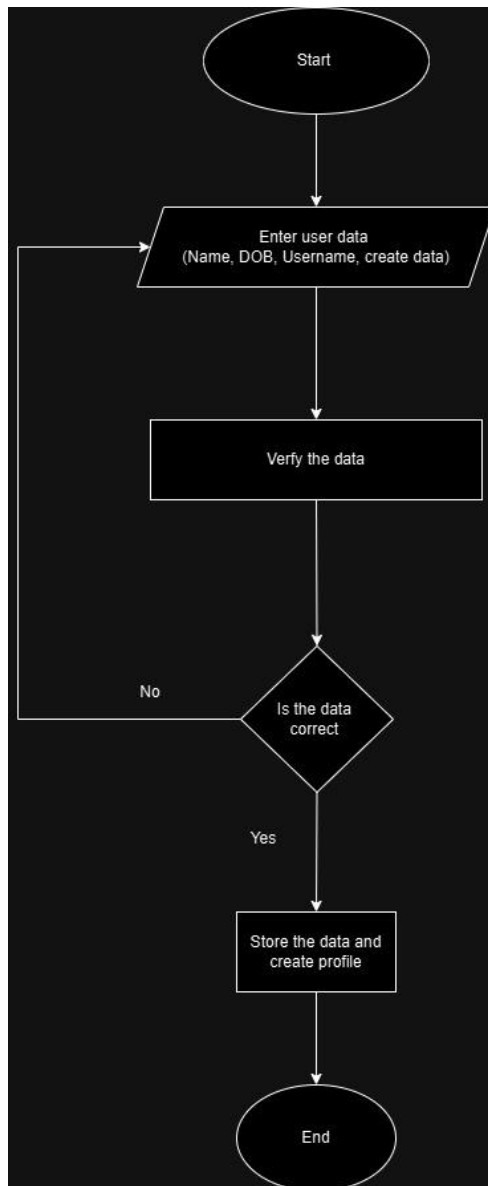 Start
Enter user data
(Name, DOB, Username, create data)
Verfy the data
Is the data
correct
No
Yes
Store the data and
create profile
End